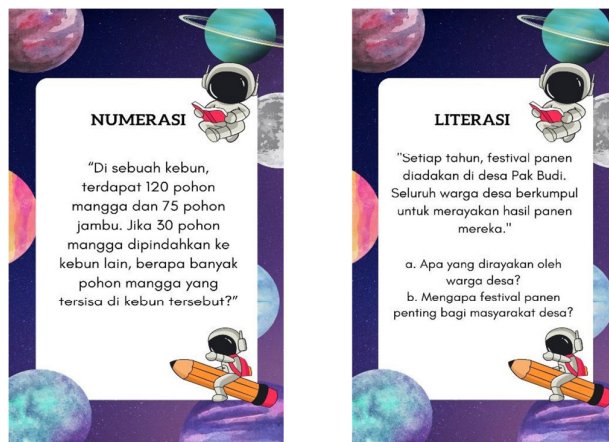 NUMERASI
“Di sebuah kebun,
terdapat 120 pohon
mangga dan 75 pohon
jambu. Jika 30 pohon
mangga dipindahkan ke
kebun lain, berapa banyak
pohon mangga yang
tersisa di kebun tersebut?”
LITERASI
"Setiap tahun, festival panen
diadakan di desa Pak Budi.
Seluruh warga desa berkumpul
untuk merayakan hasil panen
mereka."
a. Apa yang dirayakan oleh
warga desa?
b. Mengapa festival panen
penting bagi masyarakat desa?